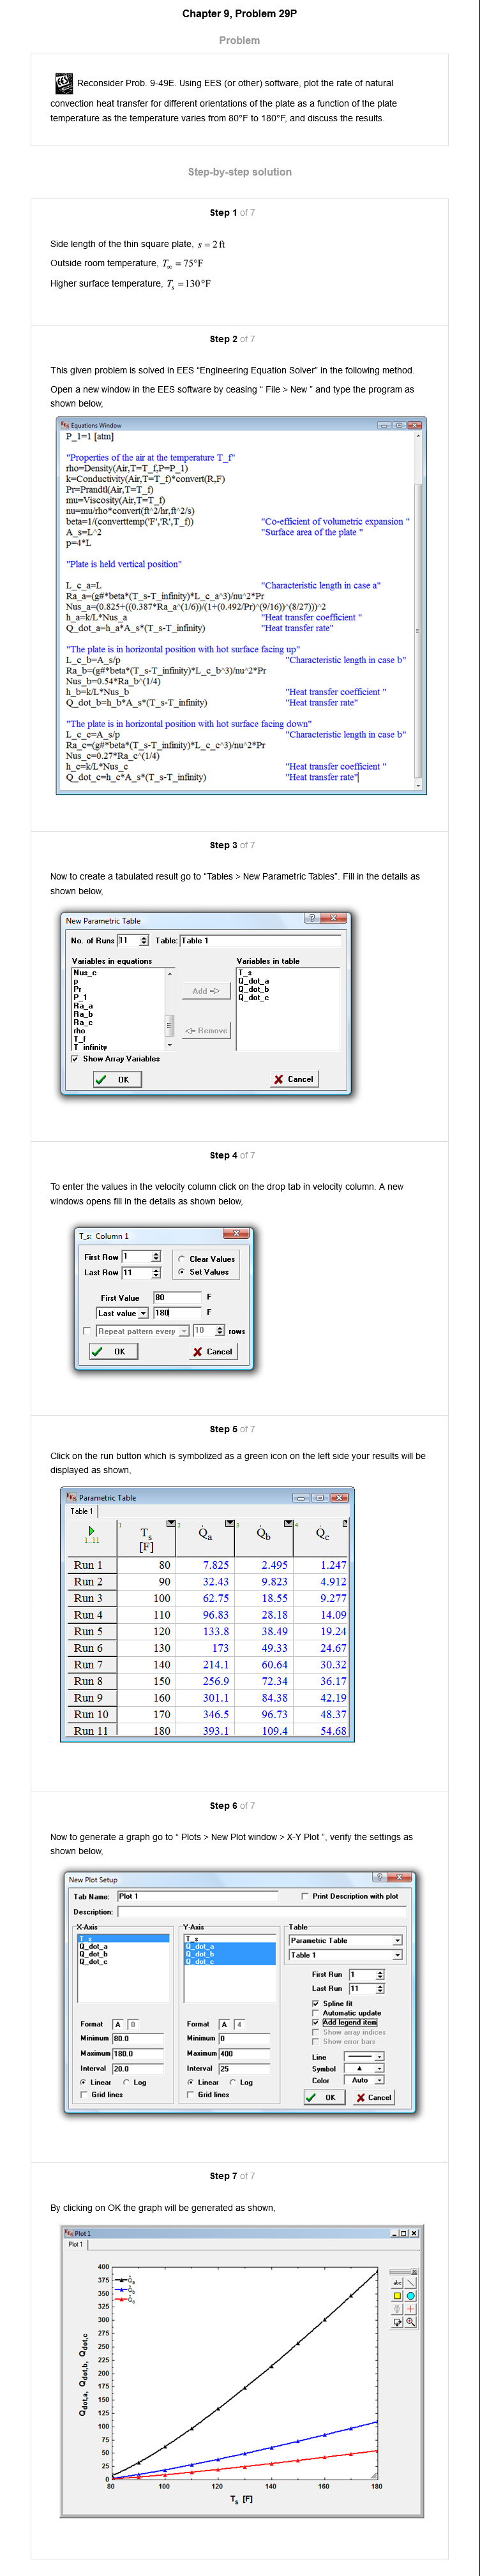 Chapter 9, Problem 29P
Problem
Reconsider Prob. 9-49E. Using EES (or other) software, plot the rate of natural
convection heat transfer for different orientations of the plate as a function of the plate
temperature as the temperature varies from 80°F to 180°F, and discuss the results.
Step-by-step solution
Step 1 of 7
Side length of the thin square plate, s = 2 ft
Outside room temperature, T∞ = 75°F
Higher surface temperature, Ts = 130°F
Step 2 of 7
This given problem is solved in EES “Engineering Equation Solver” in the following method.
Open a new window in the EES software by ceasing “ File > New ” and type the program as
shown below,
Equations Window
P_1=1 [atm]
"Properties of the air at the temperature T_f"
rho=Density(Air,T=T_f,P=P_1)
k=Conductivity(Air,T=T_f)*convert(R,F)
Pr=Prandtl(Air,T=T_f)
mu=Viscosity(Air,T=T_f)
nu=mu/rho*convert(ft^2/hr,ft^2/s)
beta=1/(converttemp('F','R',T_f)) "Co-efficient of volumetric expansion "
A_s=L^2 "Surface area of the plate "
p=4*L
"Plate is held vertical position"
L_c_a=L "Characteristic length in case a"
Ra_a=(g#*beta*(T_s-T_infinity)*L_c_a^3)/nu^2*Pr
Nus_a=(0.825+((0.387*Ra_a^(1/6))/(1+(0.492/Pr)^(9/16))^(8/27)))^2
h_a=k/L*Nus_a "Heat transfer coefficient "
Q_dot_a=h_a*A_s*(T_s-T_infinity) "Heat transfer rate"
"The plate is in horizontal position with hot surface facing up"
L_c_b=A_s/p "Characteristic length in case b"
Ra_b=(g#*beta*(T_s-T_infinity)*L_c_b^3)/nu^2*Pr
Nus_b=0.54*Ra_b^(1/4)
h_b=k/L*Nus_b "Heat transfer coefficient "
Q_dot_b=h_b*A_s*(T_s-T_infinity) "Heat transfer rate"
"The plate is in horizontal position with hot surface facing down"
L_c_c=A_s/p "Characteristic length in case b"
Ra_c=(g#*beta*(T_s-T_infinity)*L_c_c^3)/nu^2*Pr
Nus_c=0.27*Ra_c^(1/4)
h_c=k/L*Nus_c "Heat transfer coefficient "
Q_dot_c=h_c*A_s*(T_s-T_infinity) "Heat transfer rate"
Step 3 of 7
Now to create a tabulated result go to “Tables > New Parametric Tables”. Fill in the details as
shown below,
New Parametric Table
No. of Runs 11 Table: Table 1
Variables in equations Variables in table
Nus_c T_s
p Q_dot_a
Pr Q_dot_b
P_1 Q_dot_c
Ra_a
Ra_b
Ra_c
rho
T_f
T_infinity
Add
Remove
Show Array Variables
OK Cancel
Step 4 of 7
To enter the values in the velocity column click on the drop tab in velocity column. A new
windows opens fill in the details as shown below,
T_s: Column 1
First Row 1 Clear Values
Last Row 11 Set Values
First Value 80 F
Last value 180 F
Repeat pattern every 10 rows
OK Cancel
Step 5 of 7
Click on the run button which is symbolized as a green icon on the left side your results will be
displayed as shown,
Parametric Table
Table 1
1..11 1 Ts [F] 2 Q̇a 3 Q̇b 4 Q̇c
Run 1 80 7.825 2.495 1.247
Run 2 90 32.43 9.823 4.912
Run 3 100 62.75 18.55 9.277
Run 4 110 96.83 28.18 14.09
Run 5 120 133.8 38.49 19.24
Run 6 130 173 49.33 24.67
Run 7 140 214.1 60.64 30.32
Run 8 150 256.9 72.34 36.17
Run 9 160 301.1 84.38 42.19
Run 10 170 346.5 96.73 48.37
Run 11 180 393.1 109.4 54.68
Step 6 of 7
Now to generate a graph go to “ Plots > New Plot window > X-Y Plot ”, verify the settings as
shown below,
New Plot Setup
Tab Name: Plot 1 Print Description with plot
Description:
X-Axis Y-Axis Table
T_s T_s Parametric Table
Q_dot_a Q_dot_a Table 1
Q_dot_b Q_dot_b
Q_dot_c Q_dot_c
First Run 1
Last Run 11
Spline fit
Automatic update
Add legend item
Show array indices
Show error bars
Format A 0 Format A 4
Minimum 80.0 Minimum 0
Maximum 180.0 Maximum 400
Interval 20.0 Interval 25
Linear Log Linear Log
Grid lines Grid lines
Line
Symbol
Color Auto
OK Cancel
Step 7 of 7
By clicking on OK the graph will be generated as shown,
Plot 1
Plot 1
abc
Q̇a
Q̇b
Q̇c
400
375
350
325
300
275
250
225
200
175
150
125
100
75
50
25
0
Qdot,a, Qdot,b, Qdot,c
80 100 120 140 160 180
Ts [F]